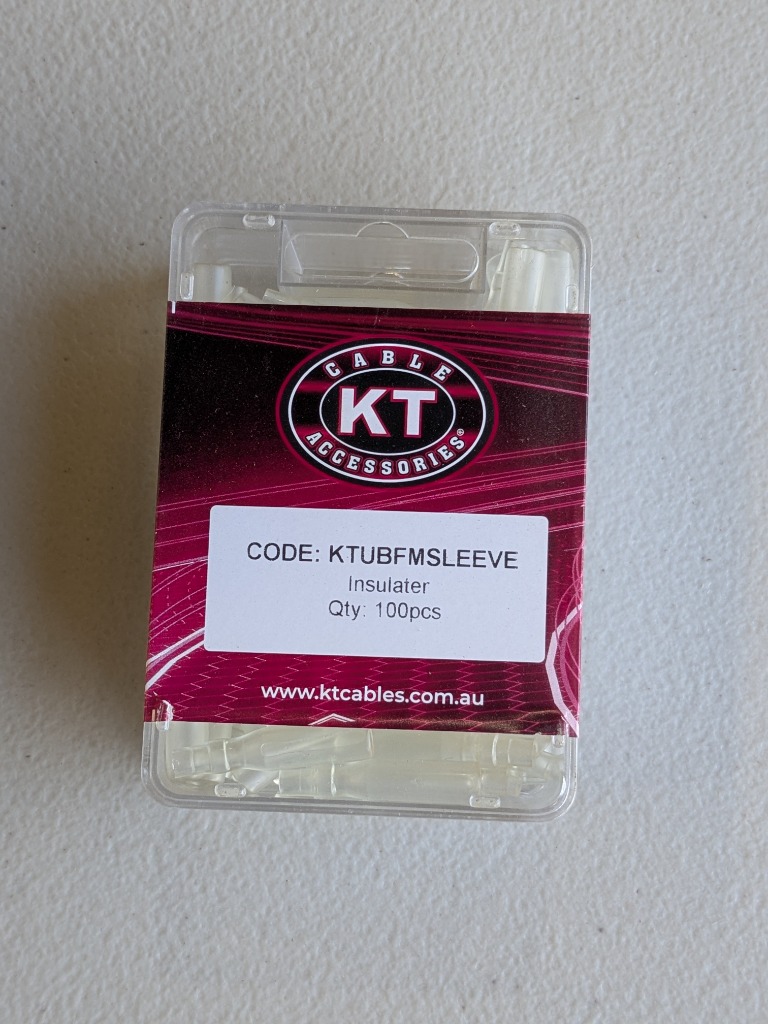 CABLE
KT
ACCESSORIES®
CODE: KTUBFMSLEEVE
Insulater
Qty: 100pcs
www.ktcables.com.au